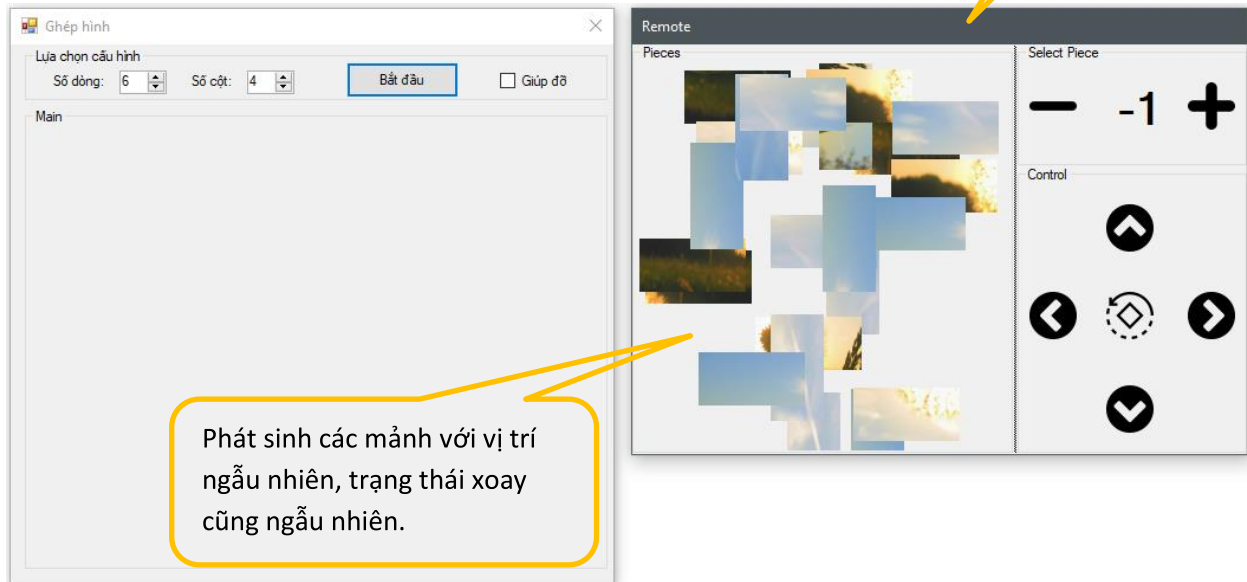 Ghép hình
Lựa chọn cấu hình
Số dòng: 6 Số cột: 4 Bắt đầu Giúp đỡ
Main
Remote
Pieces
Select Piece
-1
Control
Phát sinh các mảnh với vị trí
ngẫu nhiên, trạng thái xoay
cũng ngẫu nhiên.